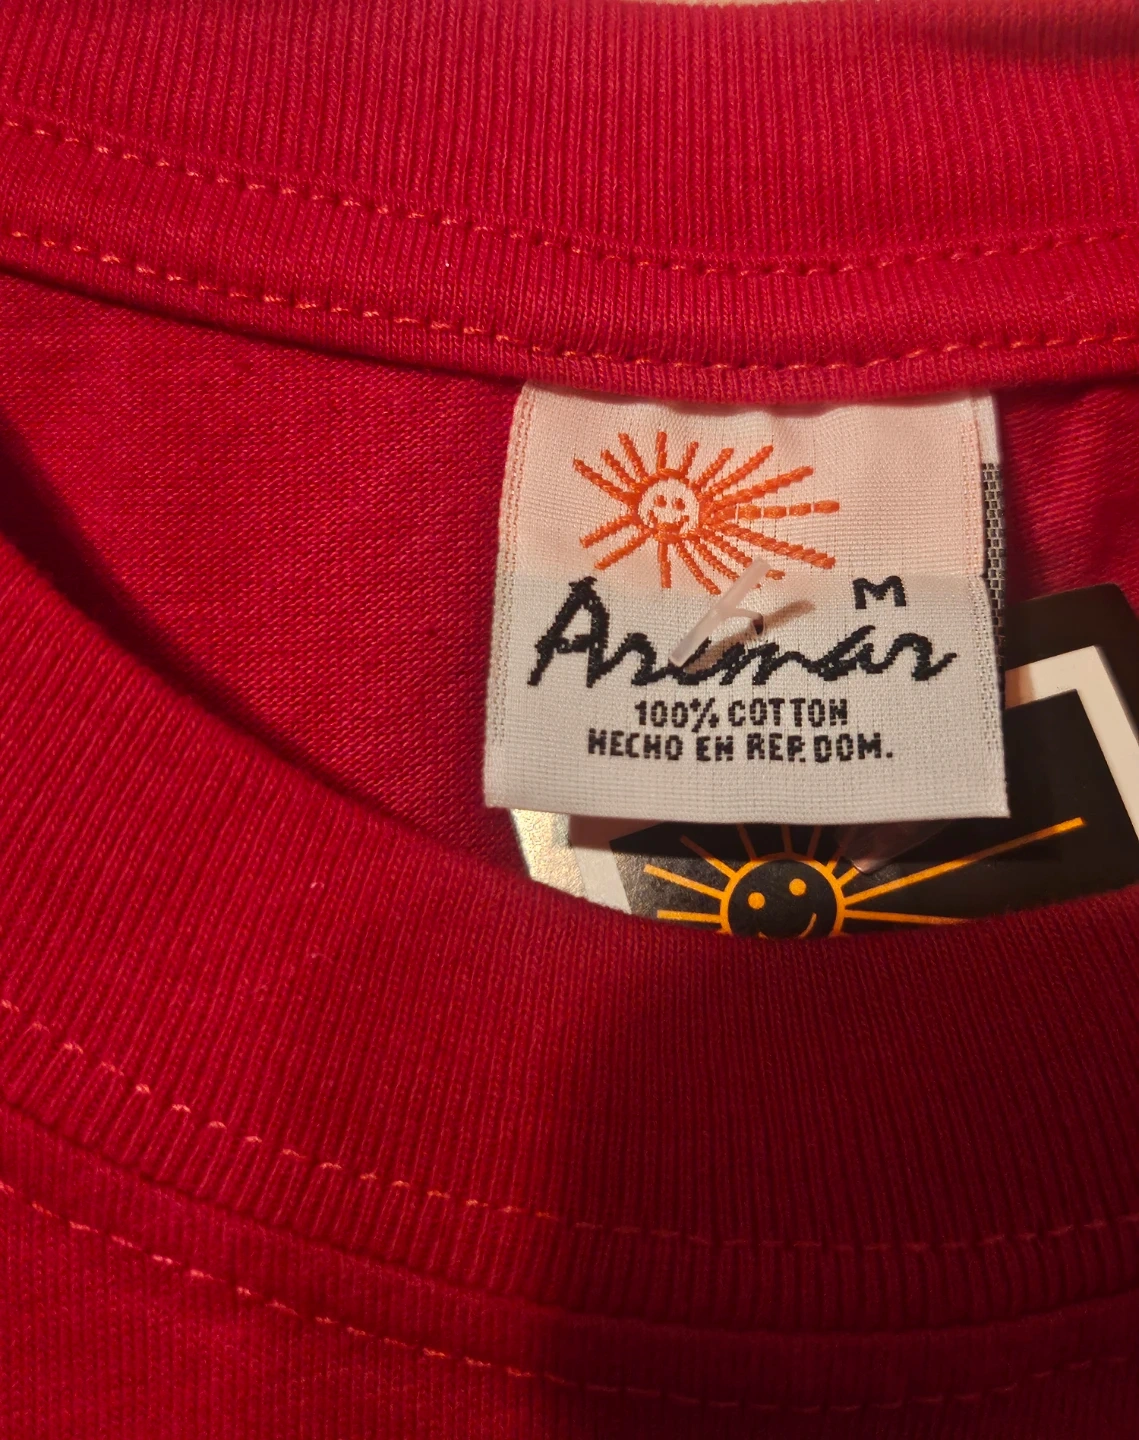 M
Arimar
100% COTTON
HECHO EN REP. DOM.